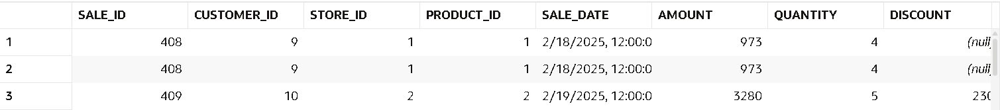 SALE_ID CUSTOMER_ID STORE_ID PRODUCT_ID SALE_DATE AMOUNT QUANTITY DISCOUNT
1 408 9 1 1 2/18/2025, 12:00:0 973 4 (null)
2 408 9 1 1 2/18/2025, 12:00:0 973 4 (null)
3 409 10 2 2 2/19/2025, 12:00:0 3280 5 230